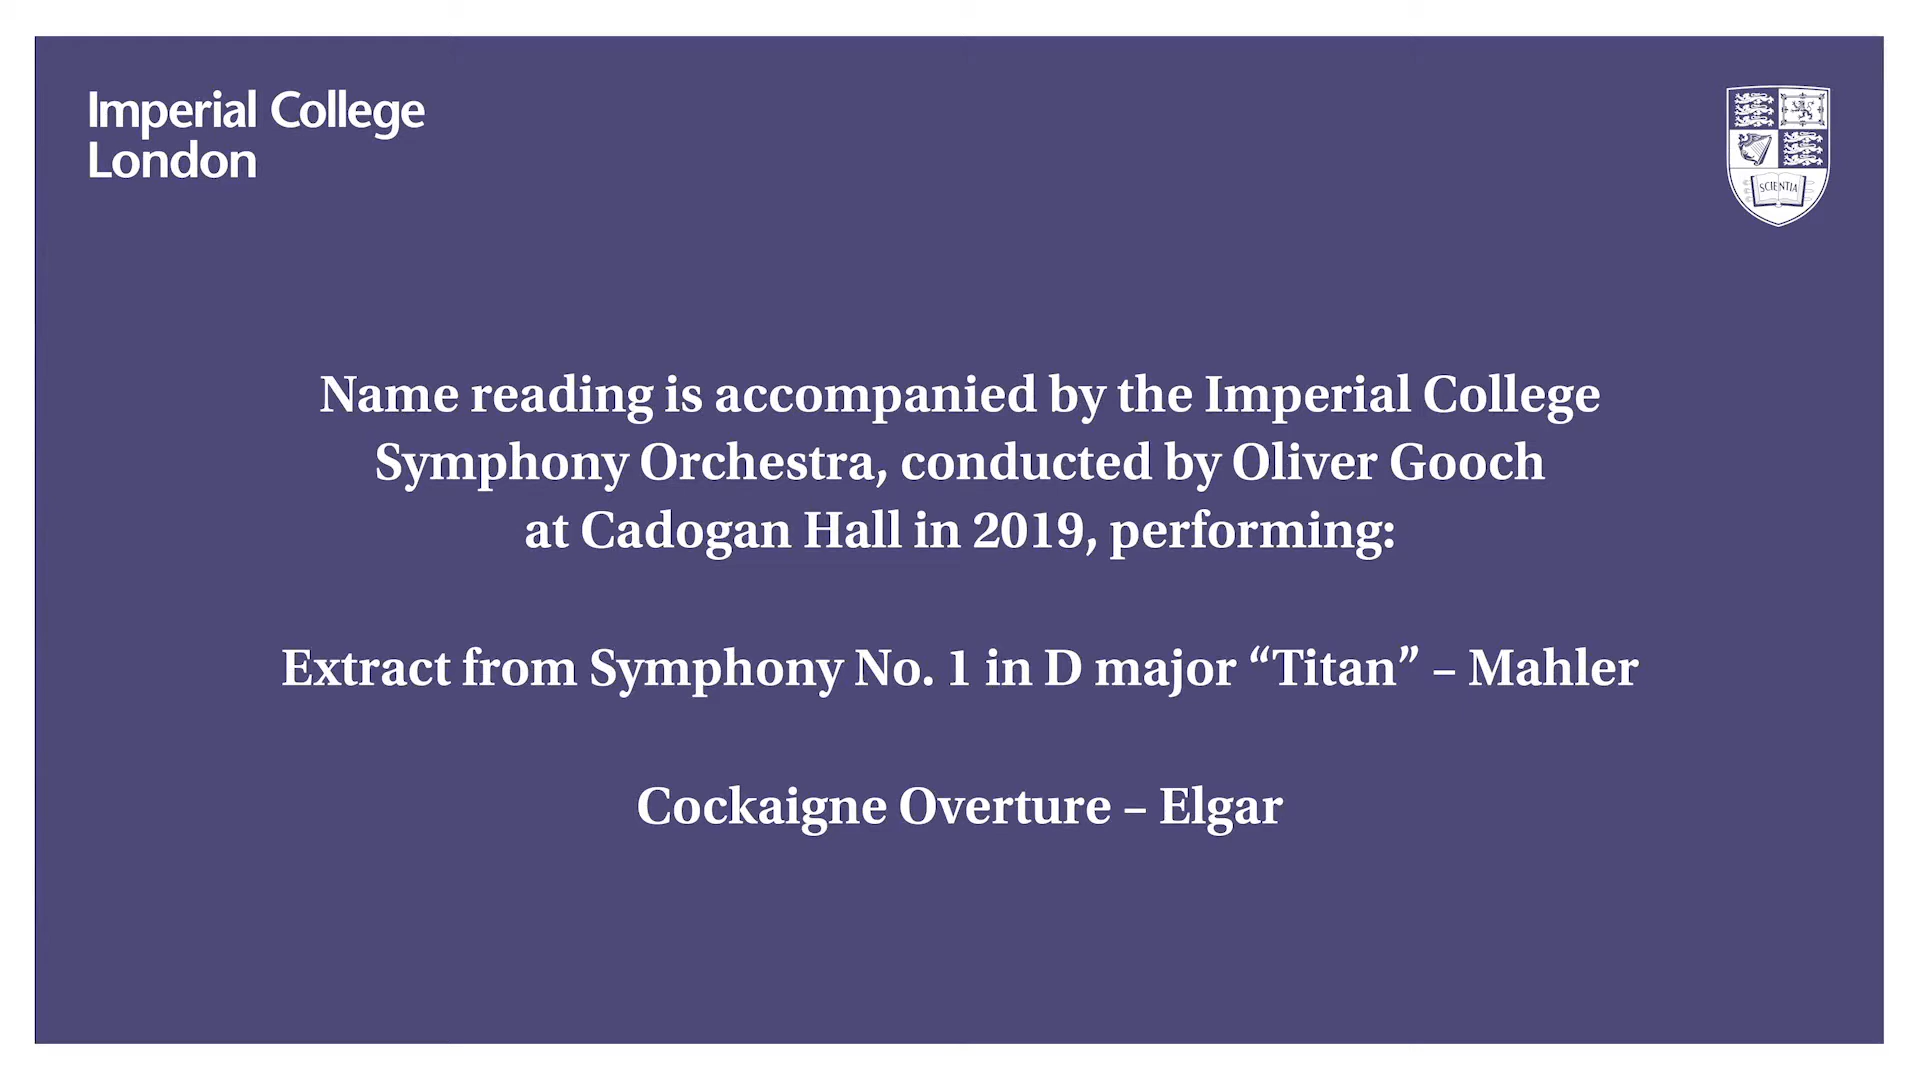 Imperial College
London
SCIENTIA
Name reading is accompanied by the Imperial College
Symphony Orchestra, conducted by Oliver Gooch
at Cadogan Hall in 2019, performing:
Extract from Symphony No. 1 in D major “Titan” – Mahler
Cockaigne Overture – Elgar